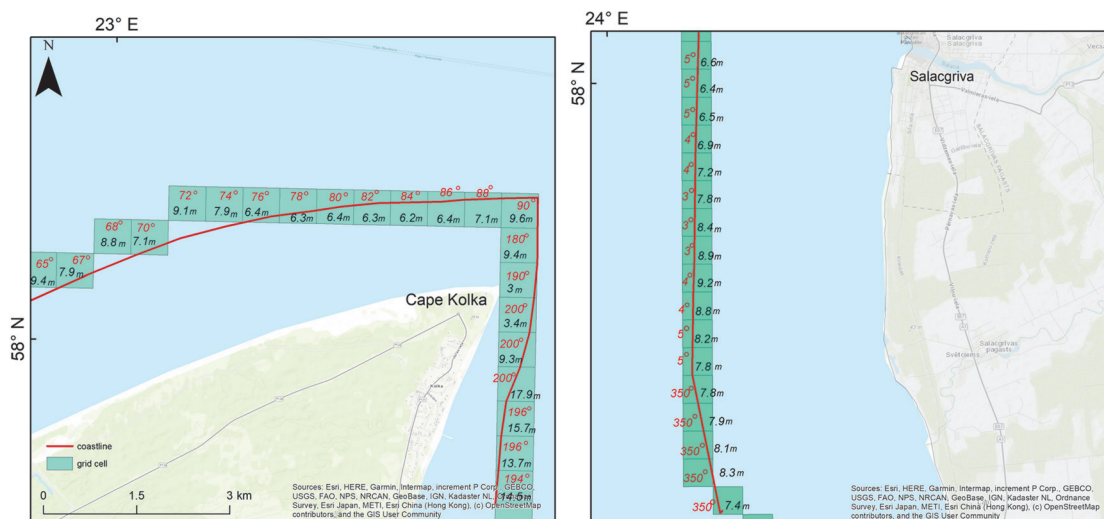 23° E
N
58° N
72°
74°
76°
78°
80°
82°
84°
86°
88°
90°
9.1m
7.9m
6.4m
6.3m
6.4m
6.3m
6.2m
6.4m
7.1m
9.6m
68°
70°
8.8m
7.1m
65°
67°
9.4m
7.9m
180°
9.4m
190°
3m
200°
3.4m
200°
9.3m
200°
17.9m
196°
15.7m
196°
13.7m
194°
14.5m
Cape Kolka
Kolka
coastline
grid cell
0 1.5 3 km
Sources: Esri, HERE, Garmin, Intermap, increment P Corp., GEBCO,
USGS, FAO, NPS, NRCAN, GeoBase, IGN, Kadaster NL, Ordnance
Survey, Esri Japan, METI, Esri China (Hong Kong), (c) OpenStreetMap
contributors, and the GIS User Community
24° E
58° N
5° 6.6m
5° 6.4m
5° 6.5m
4° 6.9m
4° 7.2m
3° 7.8m
3° 8.4m
3° 8.9m
4° 9.2m
4° 8.8m
5° 8.2m
5° 7.8m
350° 7.8m
350° 7.9m
350° 8.1m
350° 8.3m
350° 7.4m
Salacgrīva
Salacgriva
Salacgriva
SALACGRĪVAS PAGASTS
Svētciems
Salacgrīvas
pagasts
Sources: Esri, HERE, Garmin, Intermap, increment P Corp., GEBCO,
USGS, FAO, NPS, NRCAN, GeoBase, IGN, Kadaster NL, Ordnance
Survey, Esri Japan, METI, Esri China (Hong Kong), (c) OpenStreetMap
contributors, and the GIS User Community